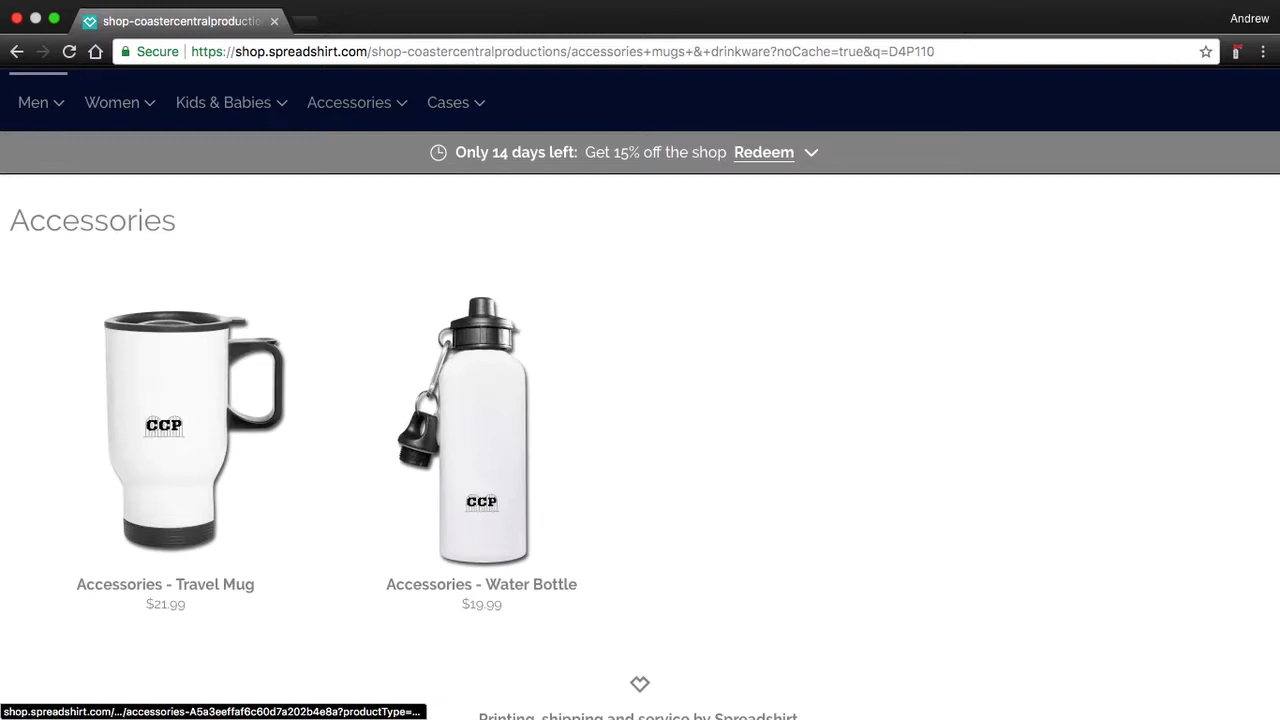 shop-coastercentralproductio
Andrew
Secure https://shop.spreadshirt.com/shop-coastercentralproductions/accessories+mugs+&+drinkware?noCache=true&q=D4P110
Men Women Kids & Babies Accessories Cases
Only 14 days left: Get 15% off the shop Redeem
Accessories
CCP
CCP
Accessories - Travel Mug
$21.99
Accessories - Water Bottle
$19.99
shop.spreadshirt.com/.../accessories-A5a3eeffaf6c60d7a202b4e8a?productType=...
Printing, shipping and service by Spreadshirt